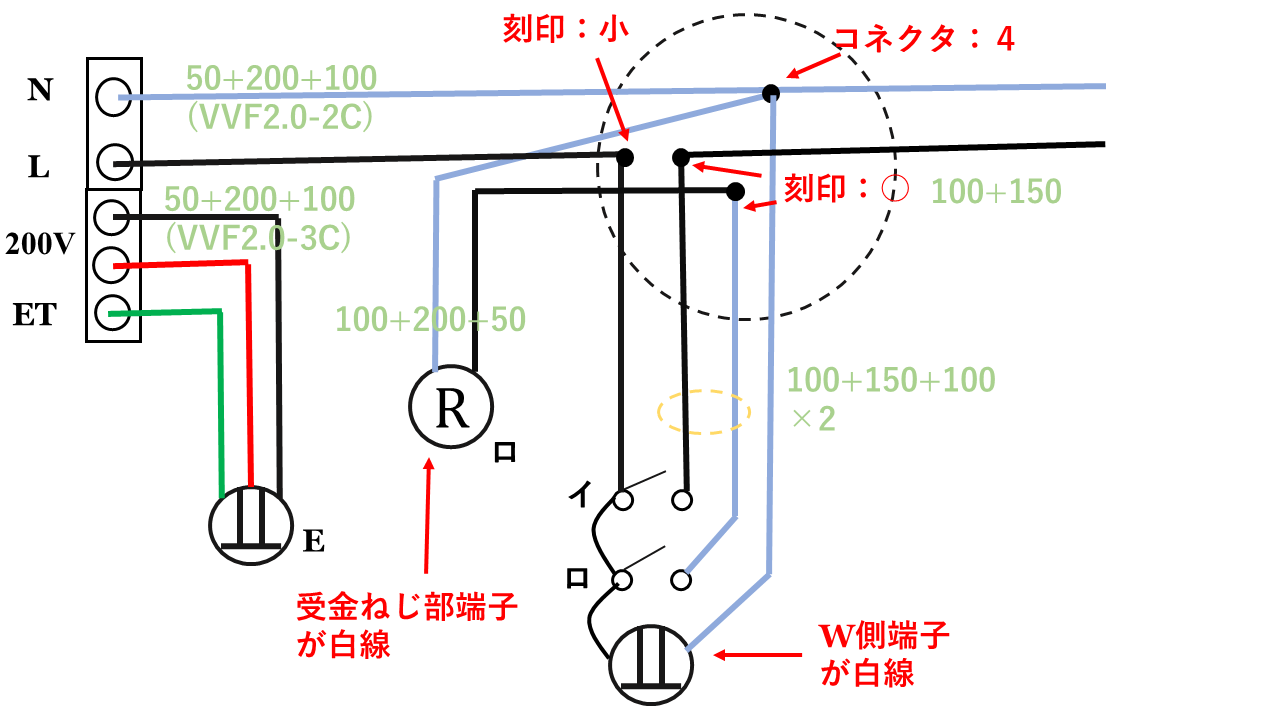 刻印：小
コネクタ：４
N
50+200+100
（VVF2.0-2C）
L
刻印：○
100+150
50+200+100
（VVF2.0-3C）
200V
ET
100+200+50
100+150+100
×2
R
ロ
イ
E
ロ
受金ねじ部端子
が白線
W側端子
が白線